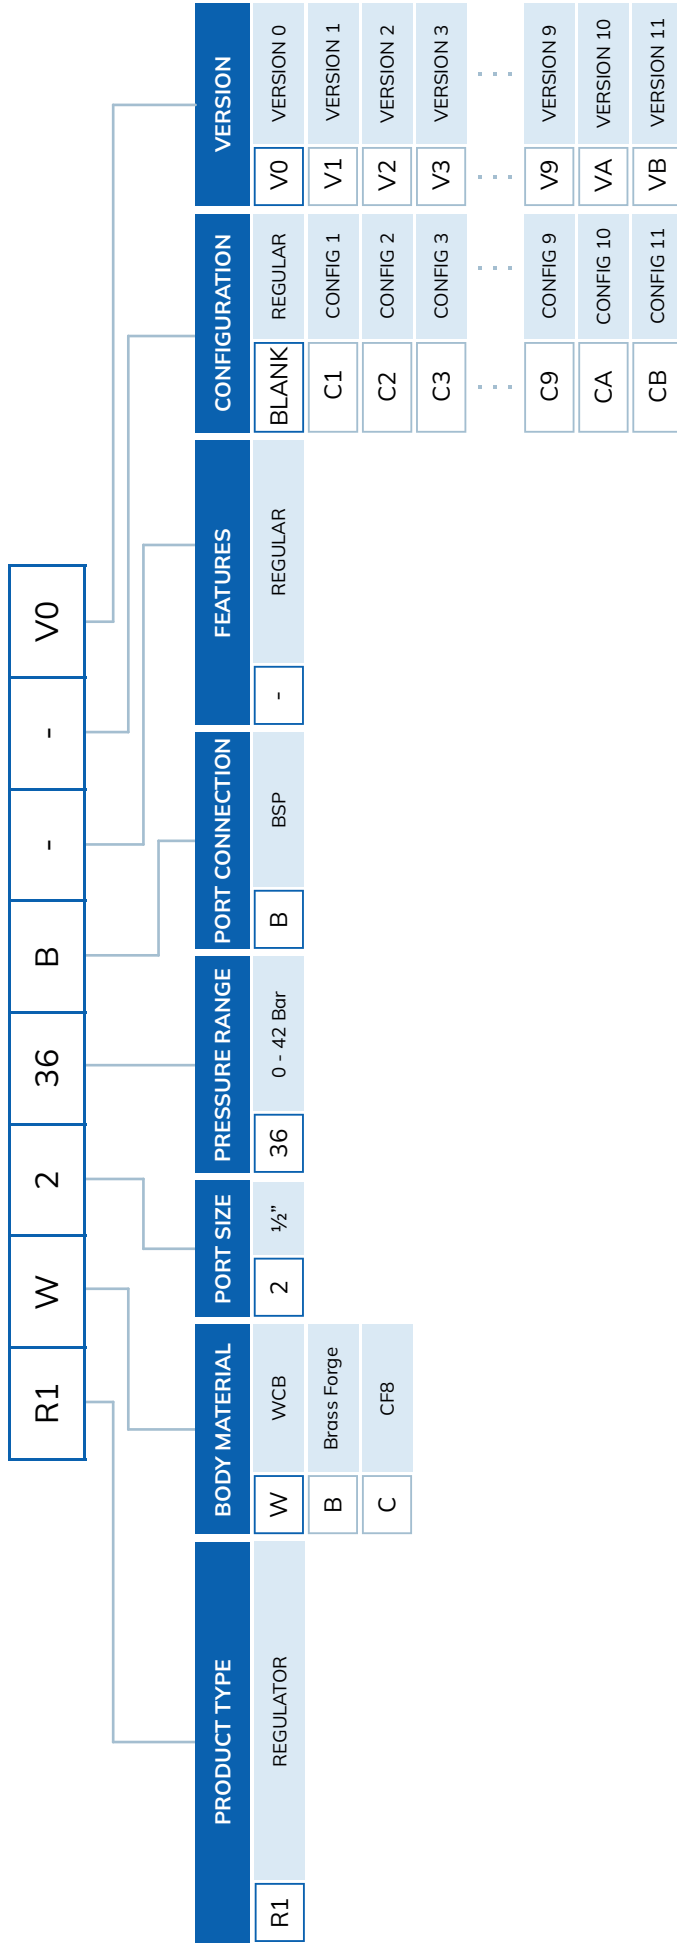 R1 W 2 36 B - - V0
PRODUCT TYPE
R1 REGULATOR
BODY MATERIAL
W WCB
B Brass Forge
C CF8
PORT SIZE
2 ½”
PRESSURE RANGE
36 0 - 42 Bar
PORT CONNECTION
B BSP
FEATURES
- REGULAR
CONFIGURATION
BLANK REGULAR
C1 CONFIG 1
C2 CONFIG 2
C3 CONFIG 3
. . . . . .
C9 CONFIG 9
CA CONFIG 10
CB CONFIG 11
VERSION
V0 VERSION 0
V1 VERSION 1
V2 VERSION 2
V3 VERSION 3
. . . . . .
V9 VERSION 9
VA VERSION 10
VB VERSION 11